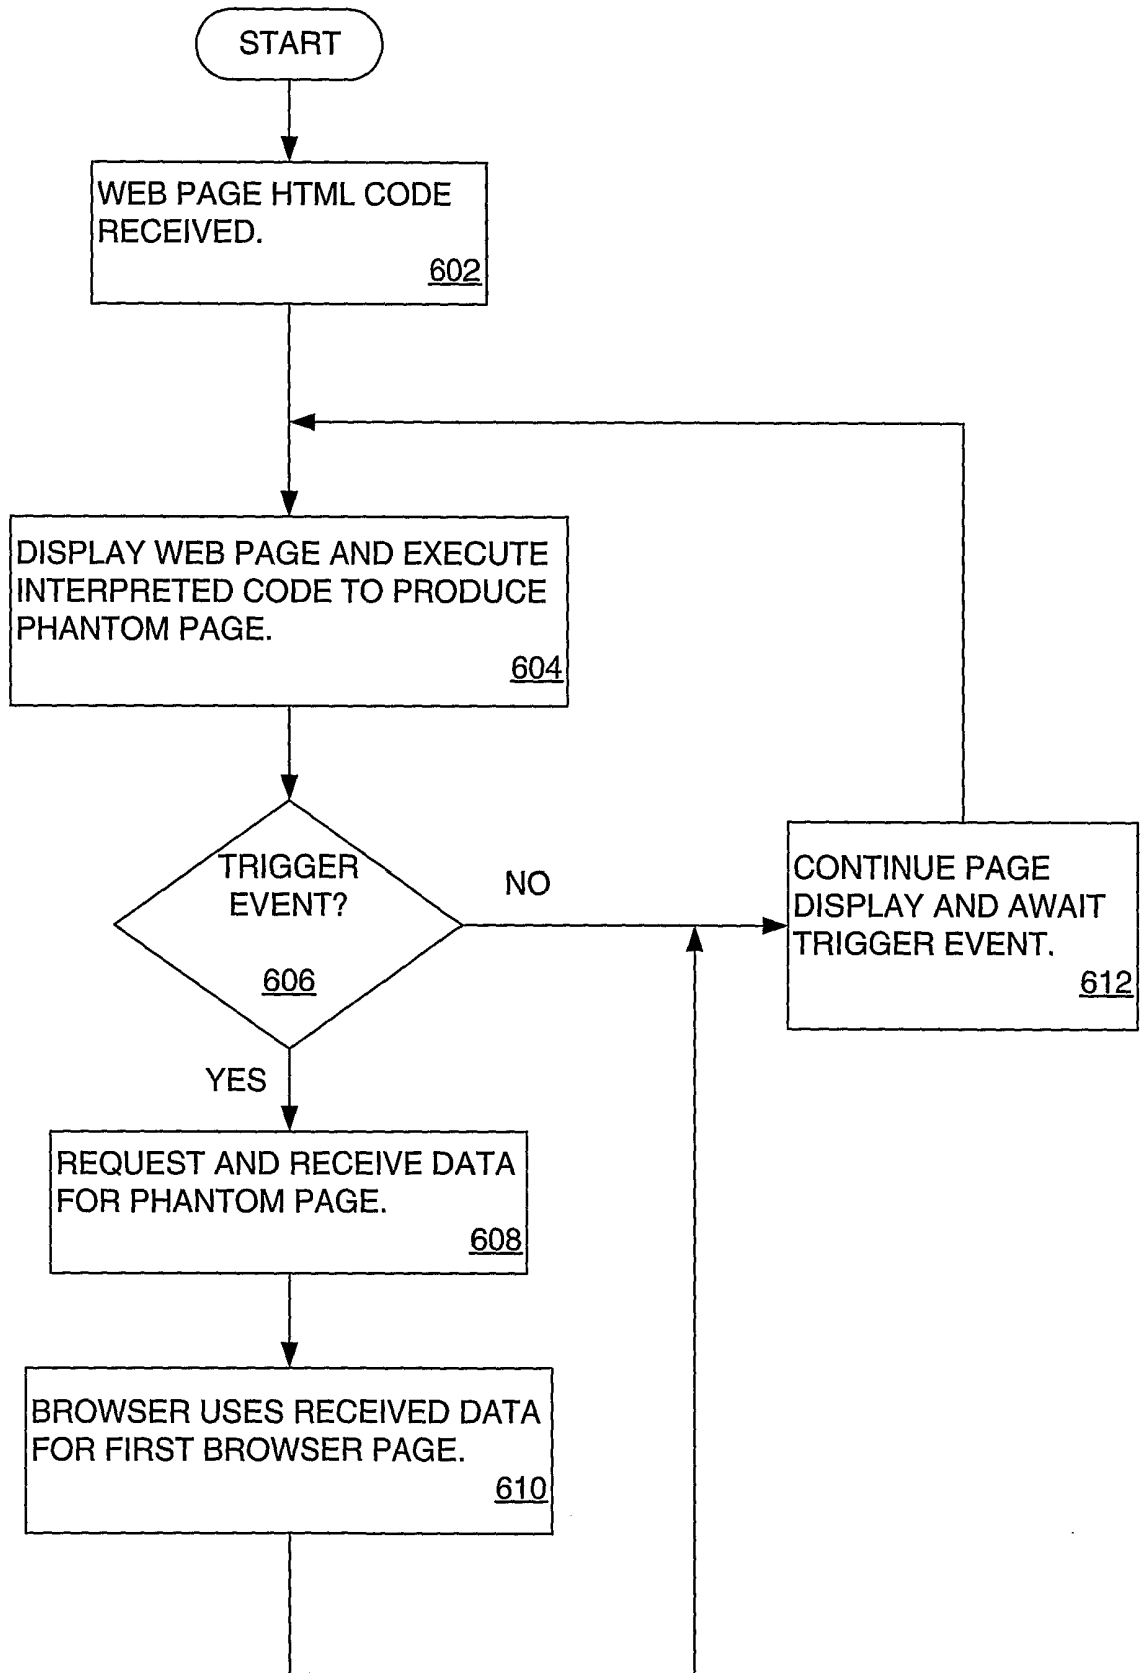 START
WEB PAGE HTML CODE
RECEIVED.
602
DISPLAY WEB PAGE AND EXECUTE
INTERPRETED CODE TO PRODUCE
PHANTOM PAGE.
604
TRIGGER
EVENT?
606
NO
CONTINUE PAGE
DISPLAY AND AWAIT
TRIGGER EVENT.
612
YES
REQUEST AND RECEIVE DATA
FOR PHANTOM PAGE.
608
BROWSER USES RECEIVED DATA
FOR FIRST BROWSER PAGE.
610